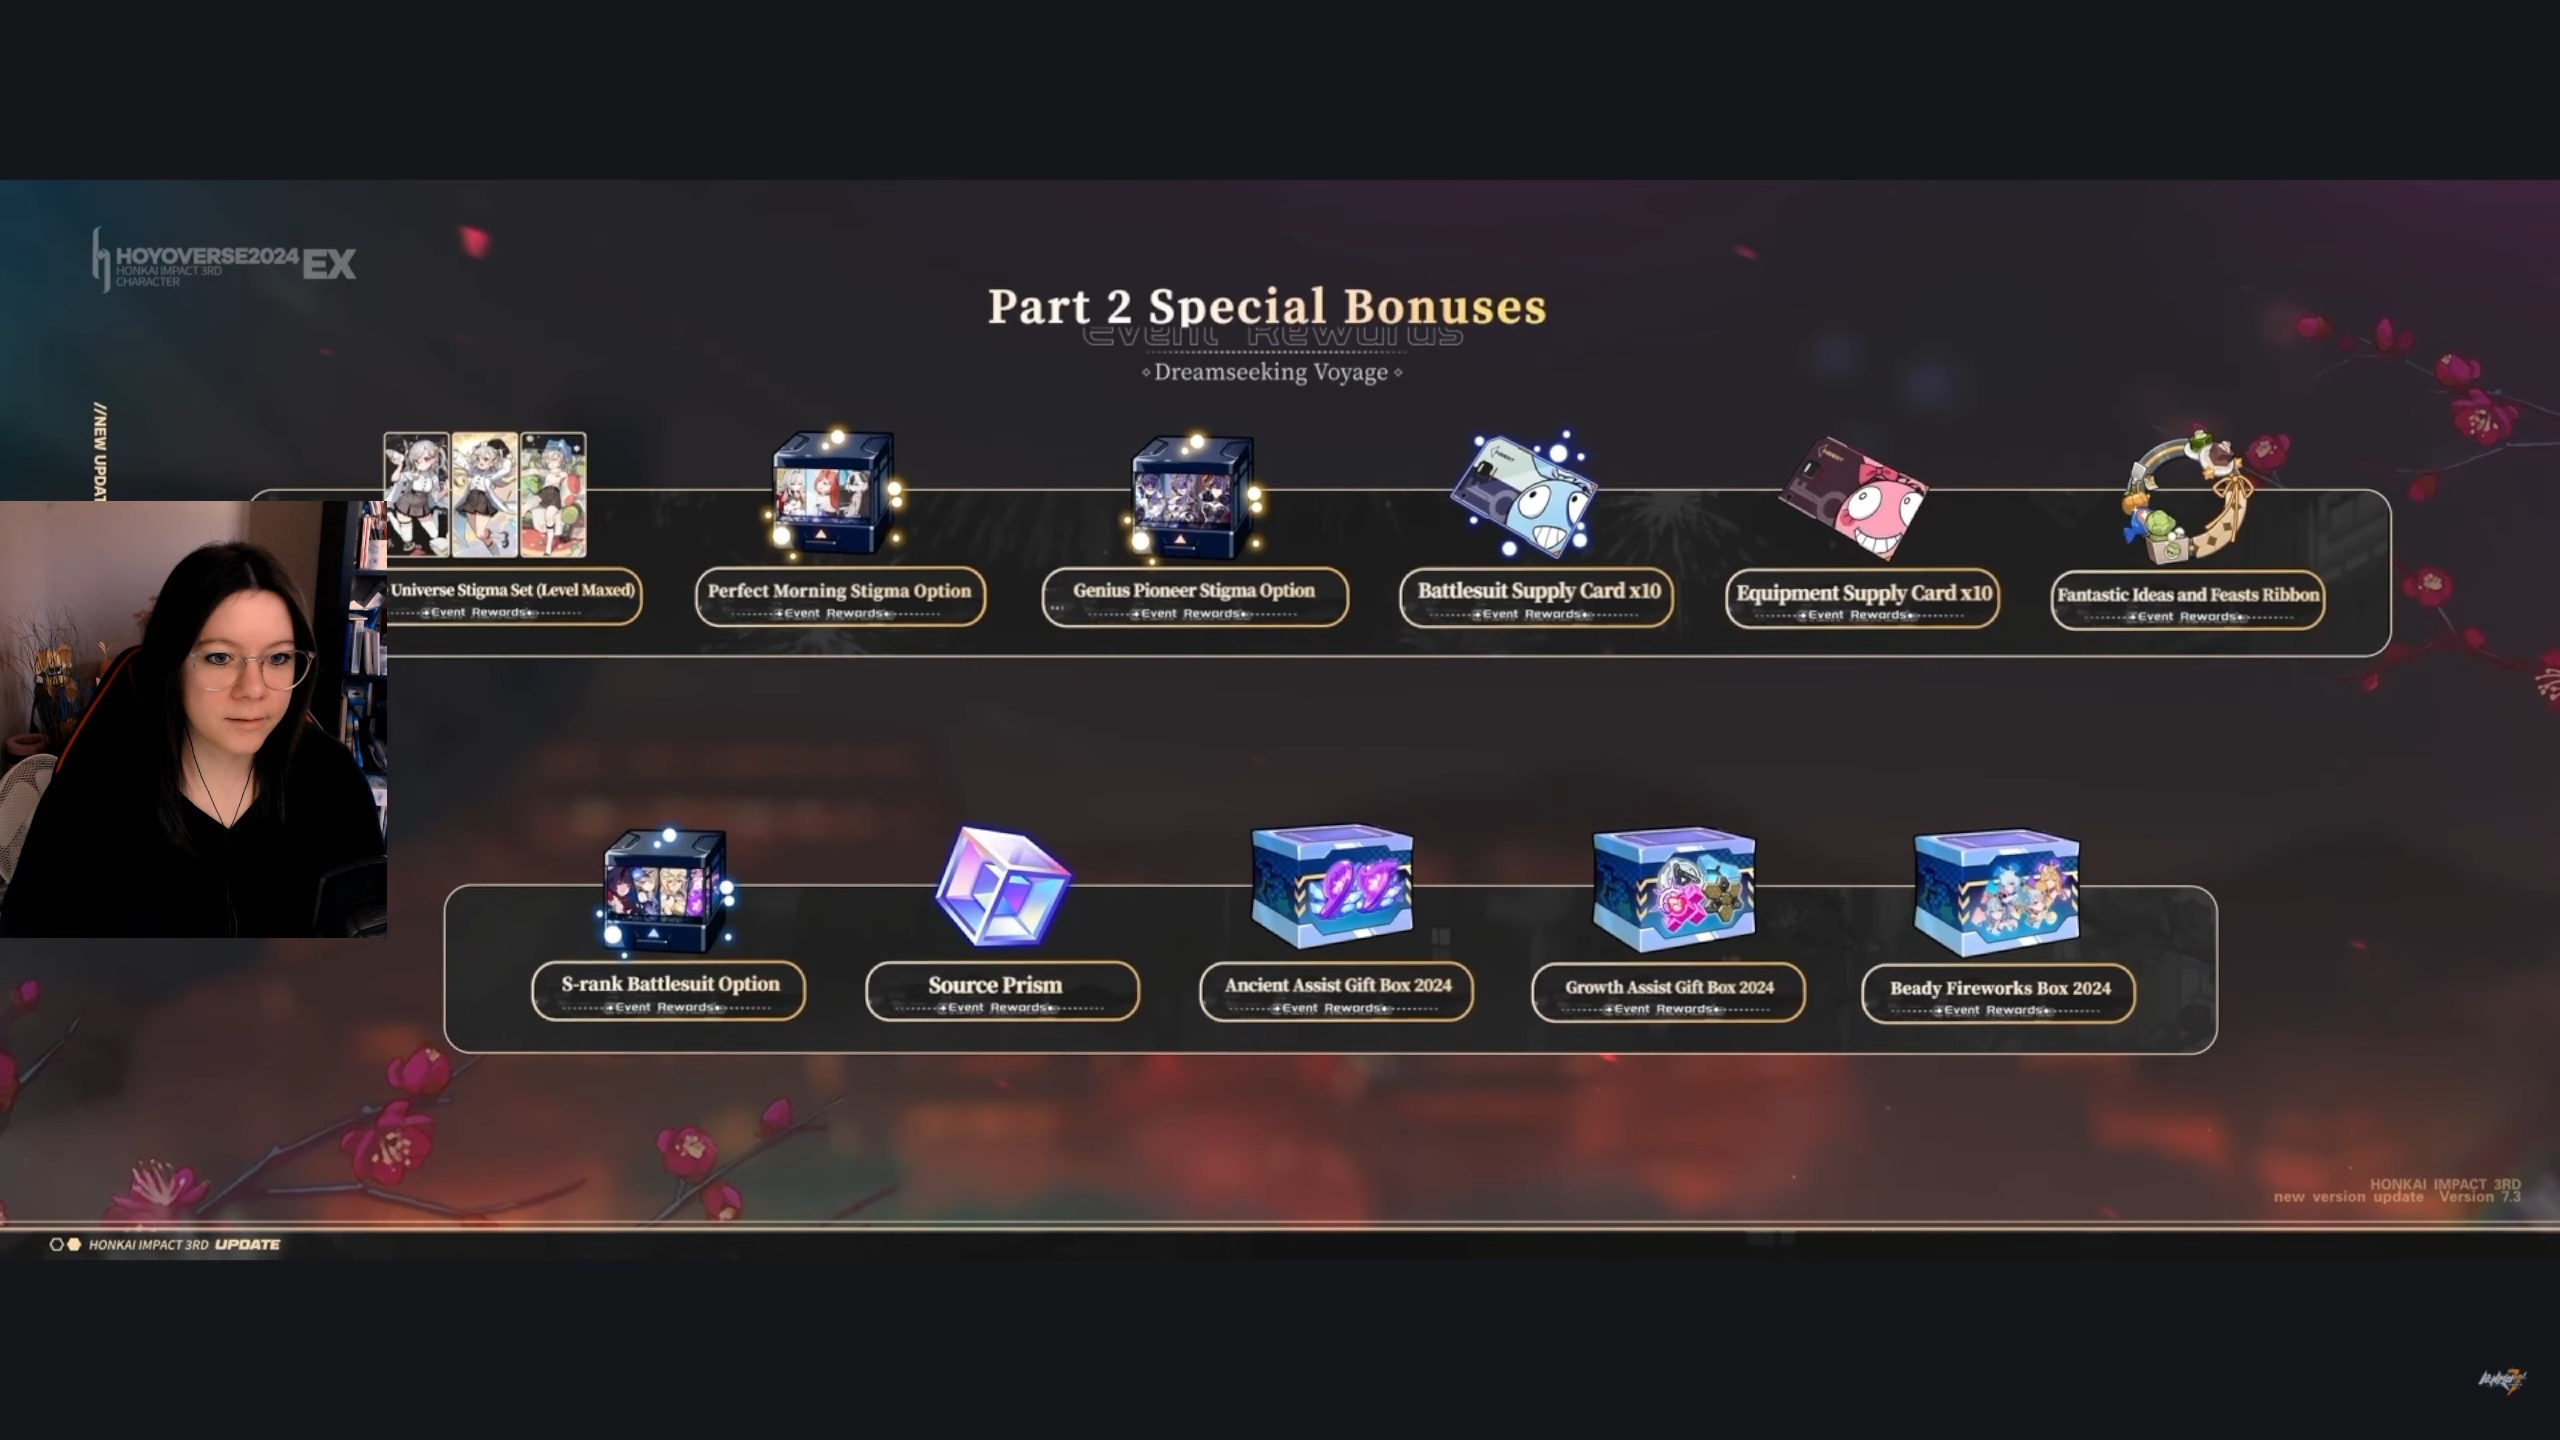 HOYOVERSE2024 EX
HONKAI IMPACT 3RD
CHARACTER
Part 2 Special Bonuses
Event Rewards
Dreamseeking Voyage
//NEW UPDAT
Universe Stigma Set (Level Maxed)
Event Rewards
Perfect Morning Stigma Option
Event Rewards
Genius Pioneer Stigma Option
Event Rewards
Battlesuit Supply Card x10
Event Rewards
Equipment Supply Card x10
Event Rewards
Fantastic Ideas and Feasts Ribbon
Event Rewards
S-rank Battlesuit Option
Event Rewards
Source Prism
Event Rewards
Ancient Assist Gift Box 2024
Event Rewards
Growth Assist Gift Box 2024
Event Rewards
Beady Fireworks Box 2024
Event Rewards
HONKAI IMPACT 3RD
new version update Version 7.3
HONKAI IMPACT 3RD UPDATE